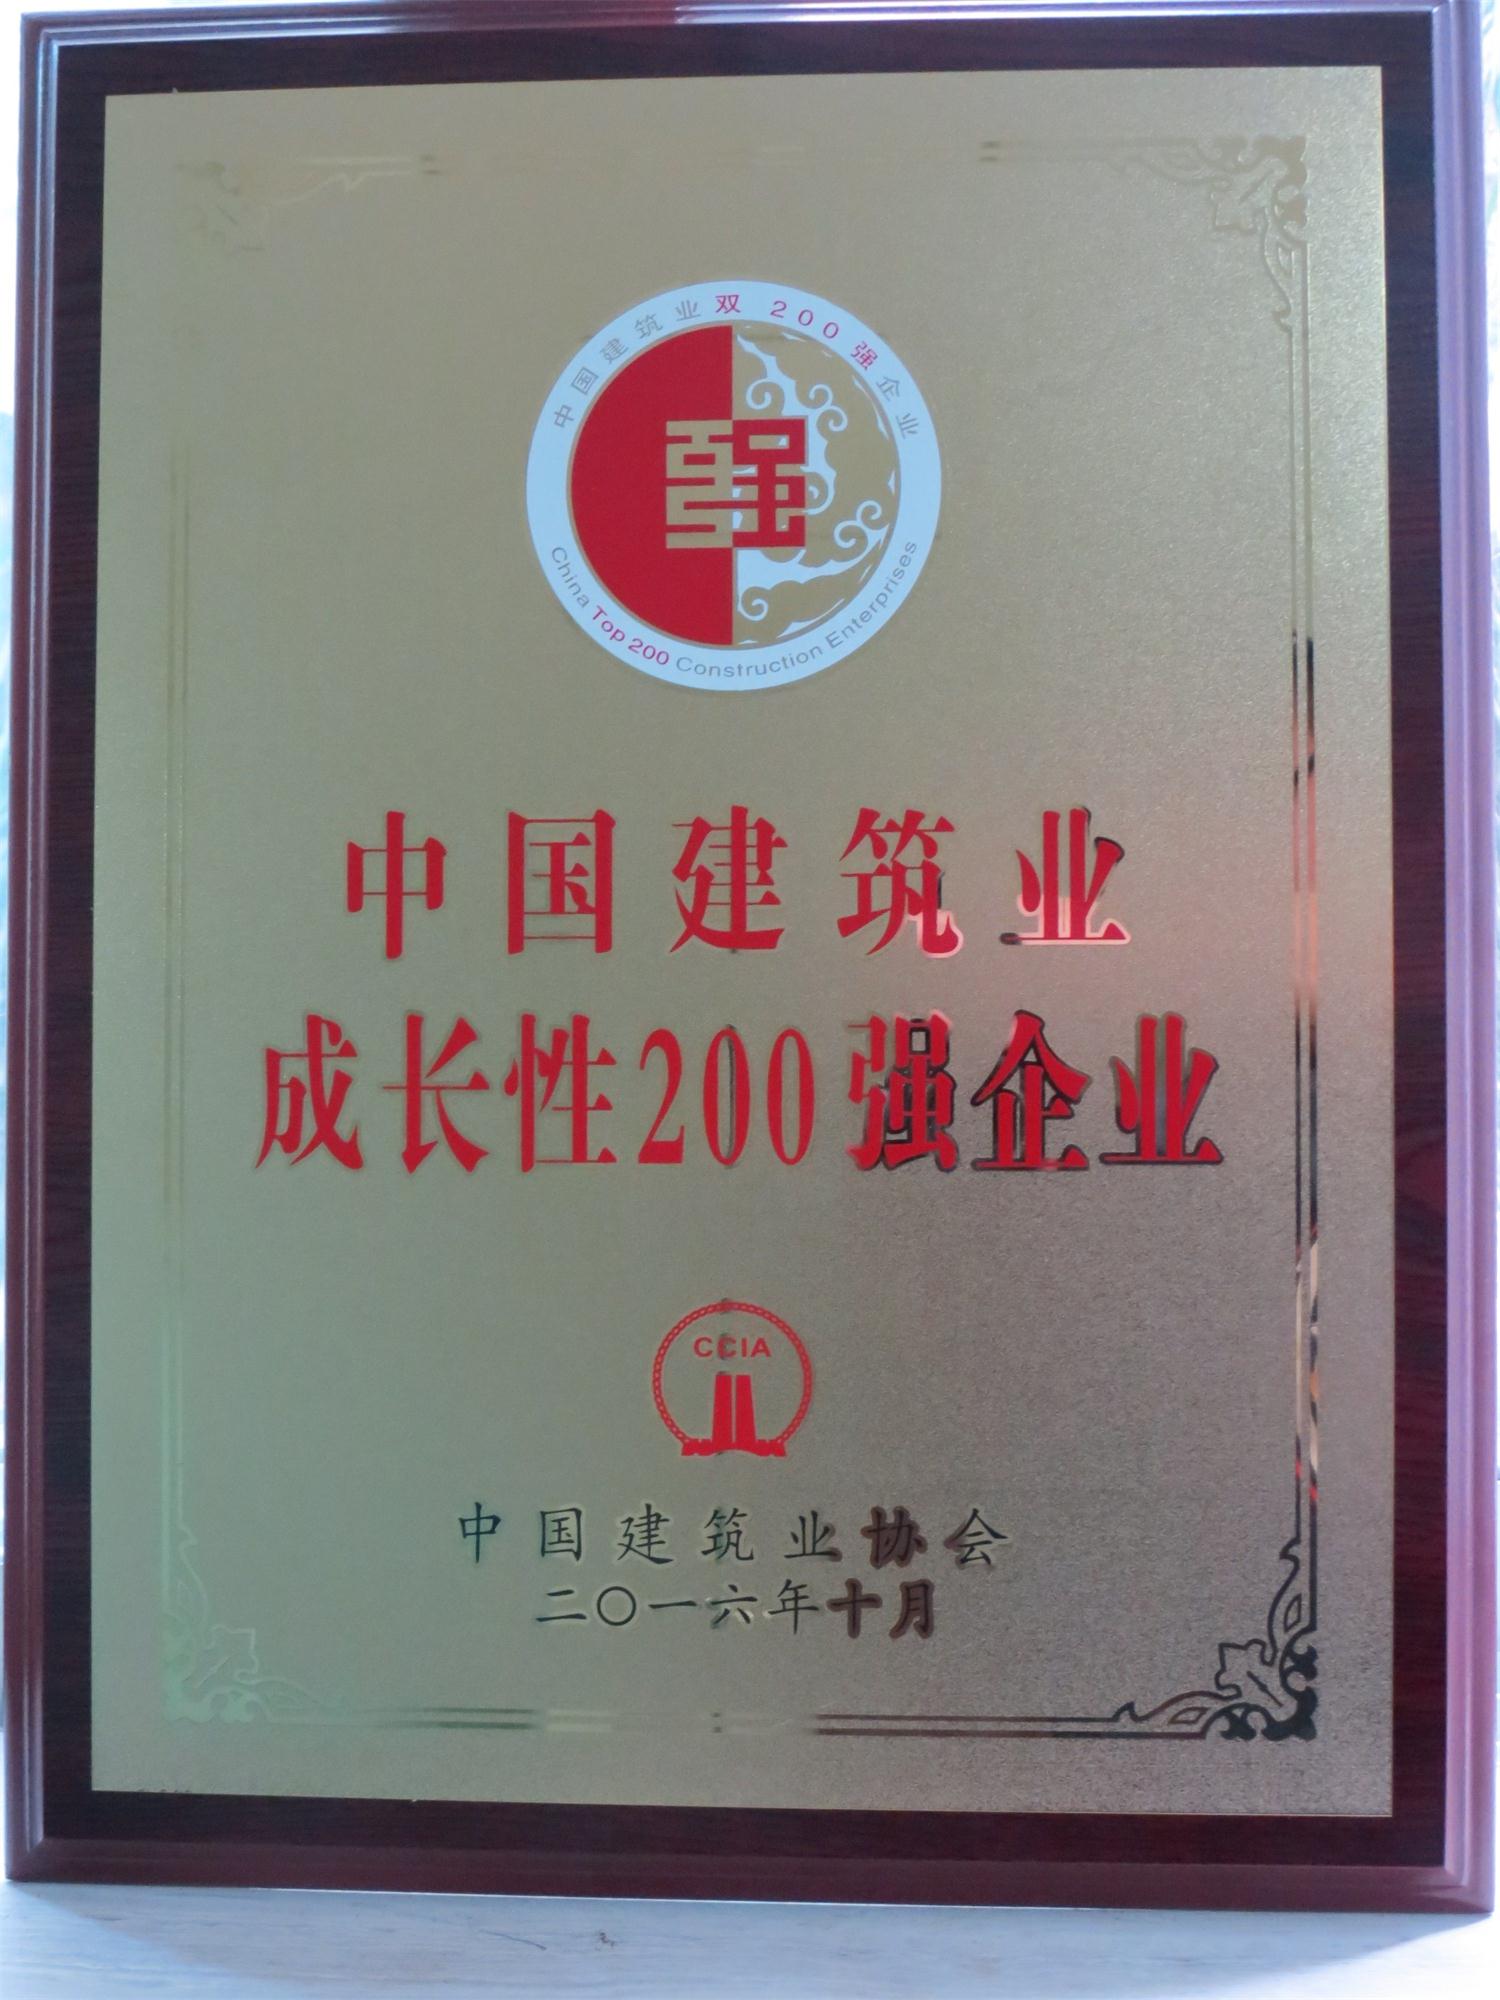 中国建筑业双200强企业
百强
China Top 200 Construction Enterprises
中国建筑业
成长性200强企业
CCIA
中国建筑业协会
二〇一六年十月